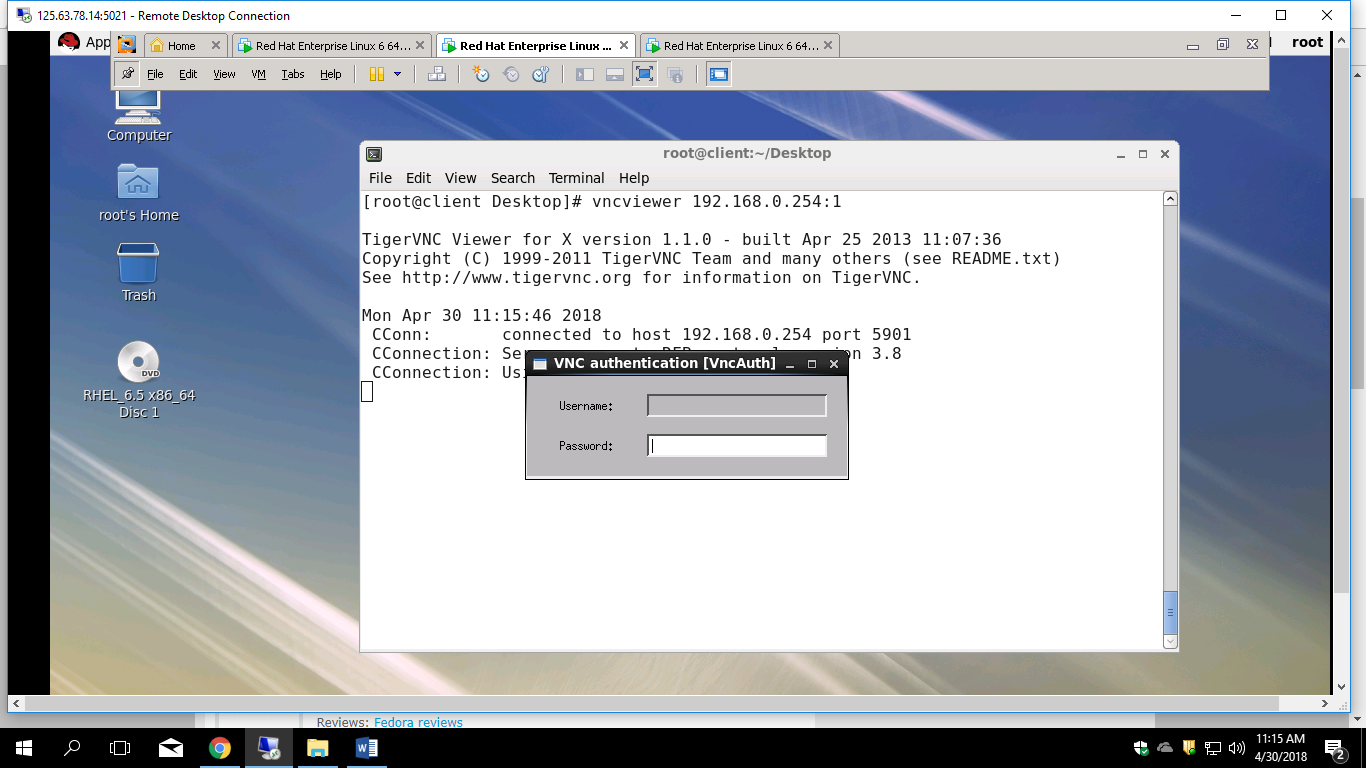 125.63.78.14:5021 - Remote Desktop Connection
App
Home
Red Hat Enterprise Linux 6 64...
Red Hat Enterprise Linux ...
Red Hat Enterprise Linux 6 64...
root
File Edit View VM Tabs Help
Computer
root's Home
Trash
DVD
RHEL_6.5 x86_64
Disc 1
root@client:~/Desktop
File Edit View Search Terminal Help
[root@client Desktop]# vncviewer 192.168.0.254:1
TigerVNC Viewer for X version 1.1.0 - built Apr 25 2013 11:07:36
Copyright (C) 1999-2011 TigerVNC Team and many others (see README.txt)
See http://www.tigervnc.org for information on TigerVNC.
Mon Apr 30 11:15:46 2018
CConn: connected to host 192.168.0.254 port 5901
CConnection: 3.8
CConnection:
VNC authentication [VncAuth]
Username:
Password:
Reviews: Fedora reviews
11:15 AM
4/30/2018
2